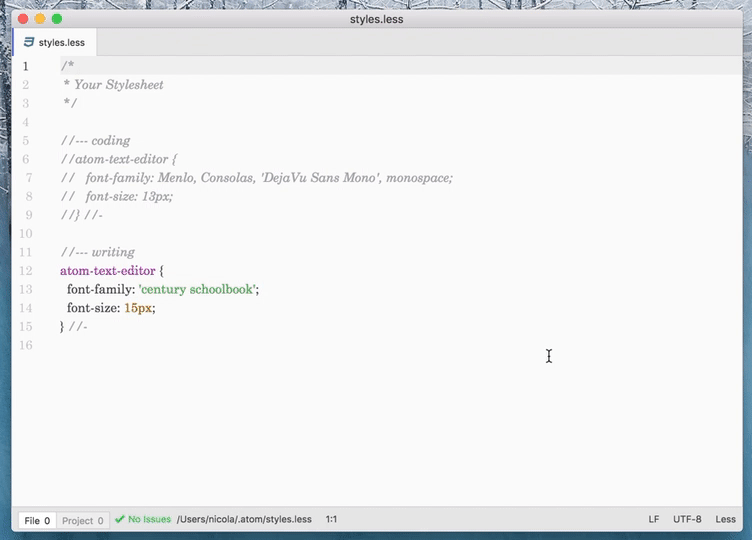 styles.less
styles.less
1 /*
2 * Your Stylesheet
3 */
4
5 //--- coding
6 //atom-text-editor {
7 // font-family: Menlo, Consolas, 'DejaVu Sans Mono', monospace;
8 // font-size: 13px;
9 //} //-
10
11 //--- writing
12 atom-text-editor {
13 font-family: 'century schoolbook';
14 font-size: 15px;
15 } //-
16
File 0 Project 0 No Issues /Users/nicola/.atom/styles.less 1:1 LF UTF-8 Less